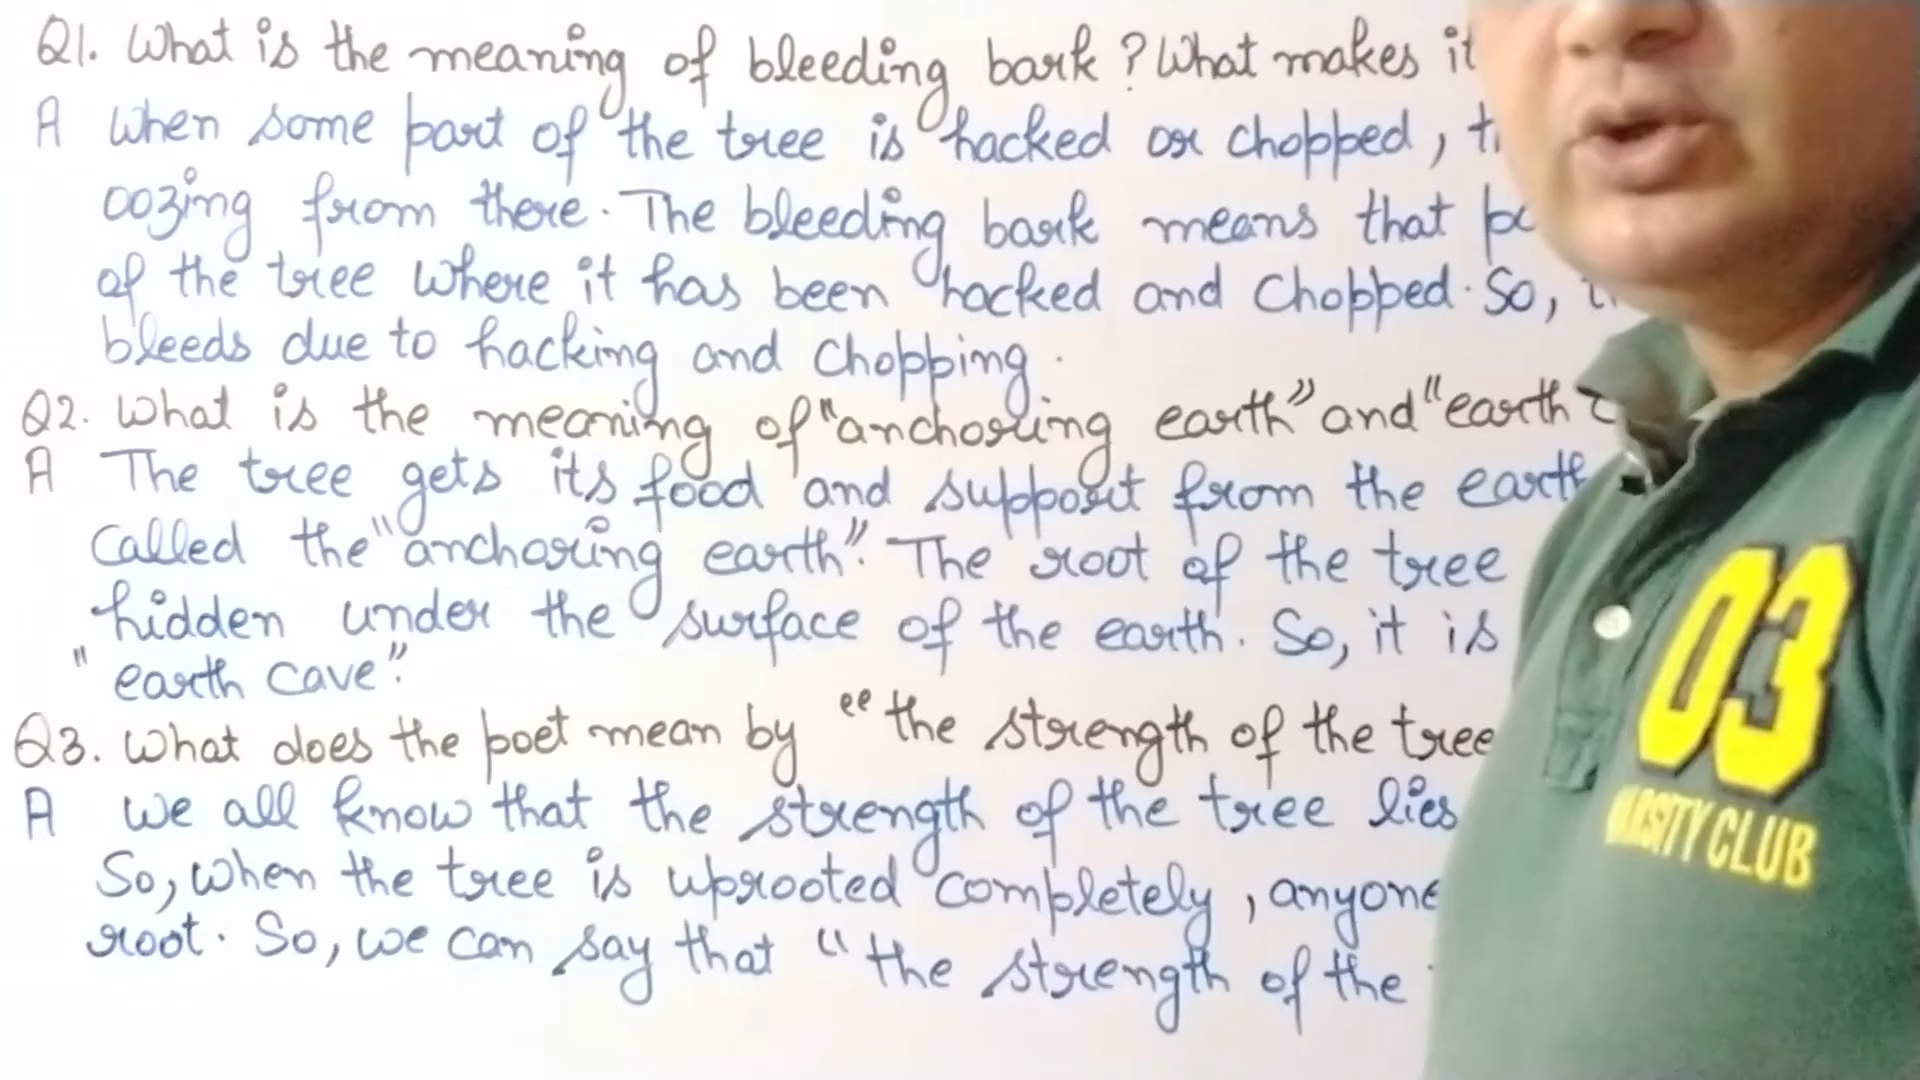 Q1. What is the meaning of bleeding bark? What makes it
A When some part of the tree is hacked or chopped,
oozing from there. The bleeding bark means that
of the tree where it has been hacked and chopped. So,
bleeds due to hacking and chopping.
Q2. What is the meaning of "anchoring earth" and "earth
A The tree gets its food and support from the earth
called the "anchoring earth". The root of the tree
hidden under the surface of the earth. So, it is
"earth cave".
Q3. What does the poet mean by "the strength of the tree
A We all know that the strength of the tree lies
So, when the tree is uprooted completely, anyone
root. So, we can say that "the strength of the
03
VARSITY CLUB